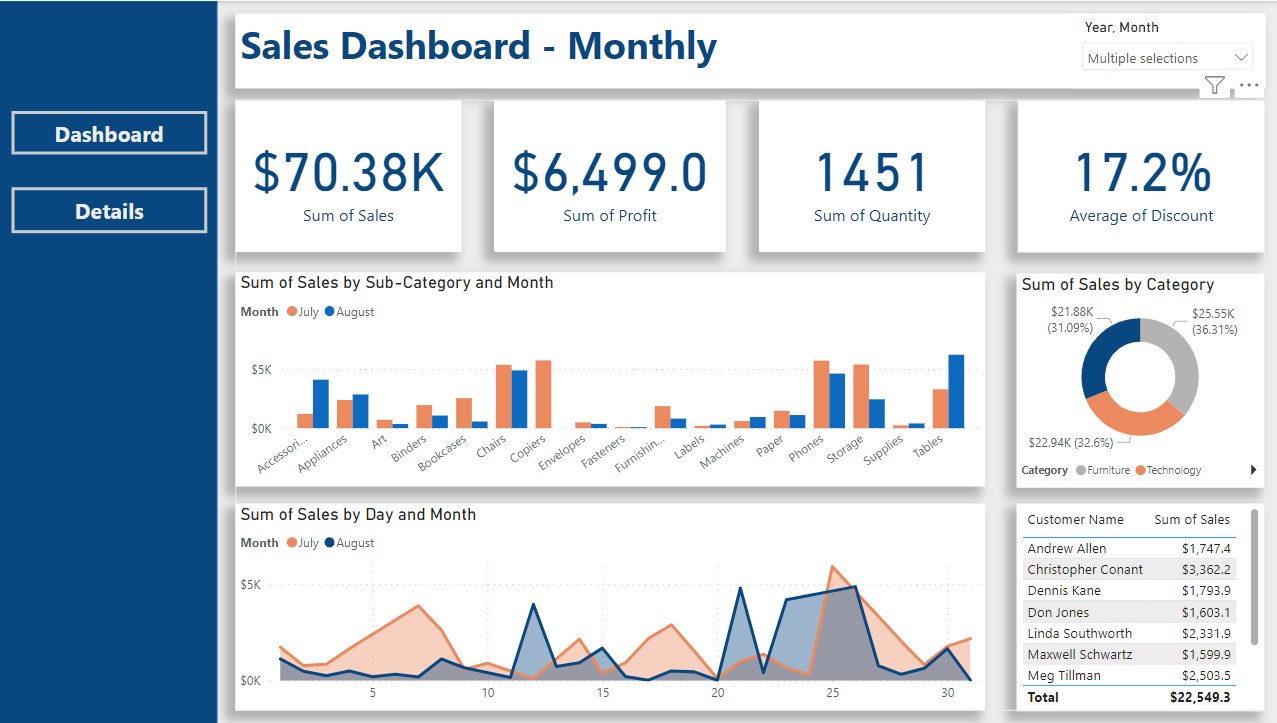 Sales Dashboard - Monthly
Year, Month
Multiple selections
Dashboard
Details
$70.38K
Sum of Sales
$6,499.0
Sum of Profit
1451
Sum of Quantity
17.2%
Average of Discount
Sum of Sales by Sub-Category and Month
Month July August
$5K
$0K
Accessori... Appliances Art Binders Bookcases Chairs Copiers Envelopes Fasteners Furnishin... Labels Machines Paper Phones Storage Supplies Tables
Sum of Sales by Category
$21.88K
(31.09%)
$25.55K
(36.31%)
$22.94K (32.6%)
Category Furniture Technology
Sum of Sales by Day and Month
Month July August
$5K
$0K
5 10 15 20 25 30
Customer Name Sum of Sales
Andrew Allen $1,747.4
Christopher Conant $3,362.2
Dennis Kane $1,793.9
Don Jones $1,603.1
Linda Southworth $2,331.9
Maxwell Schwartz $1,599.9
Meg Tillman $2,503.5
Total $22,549.3